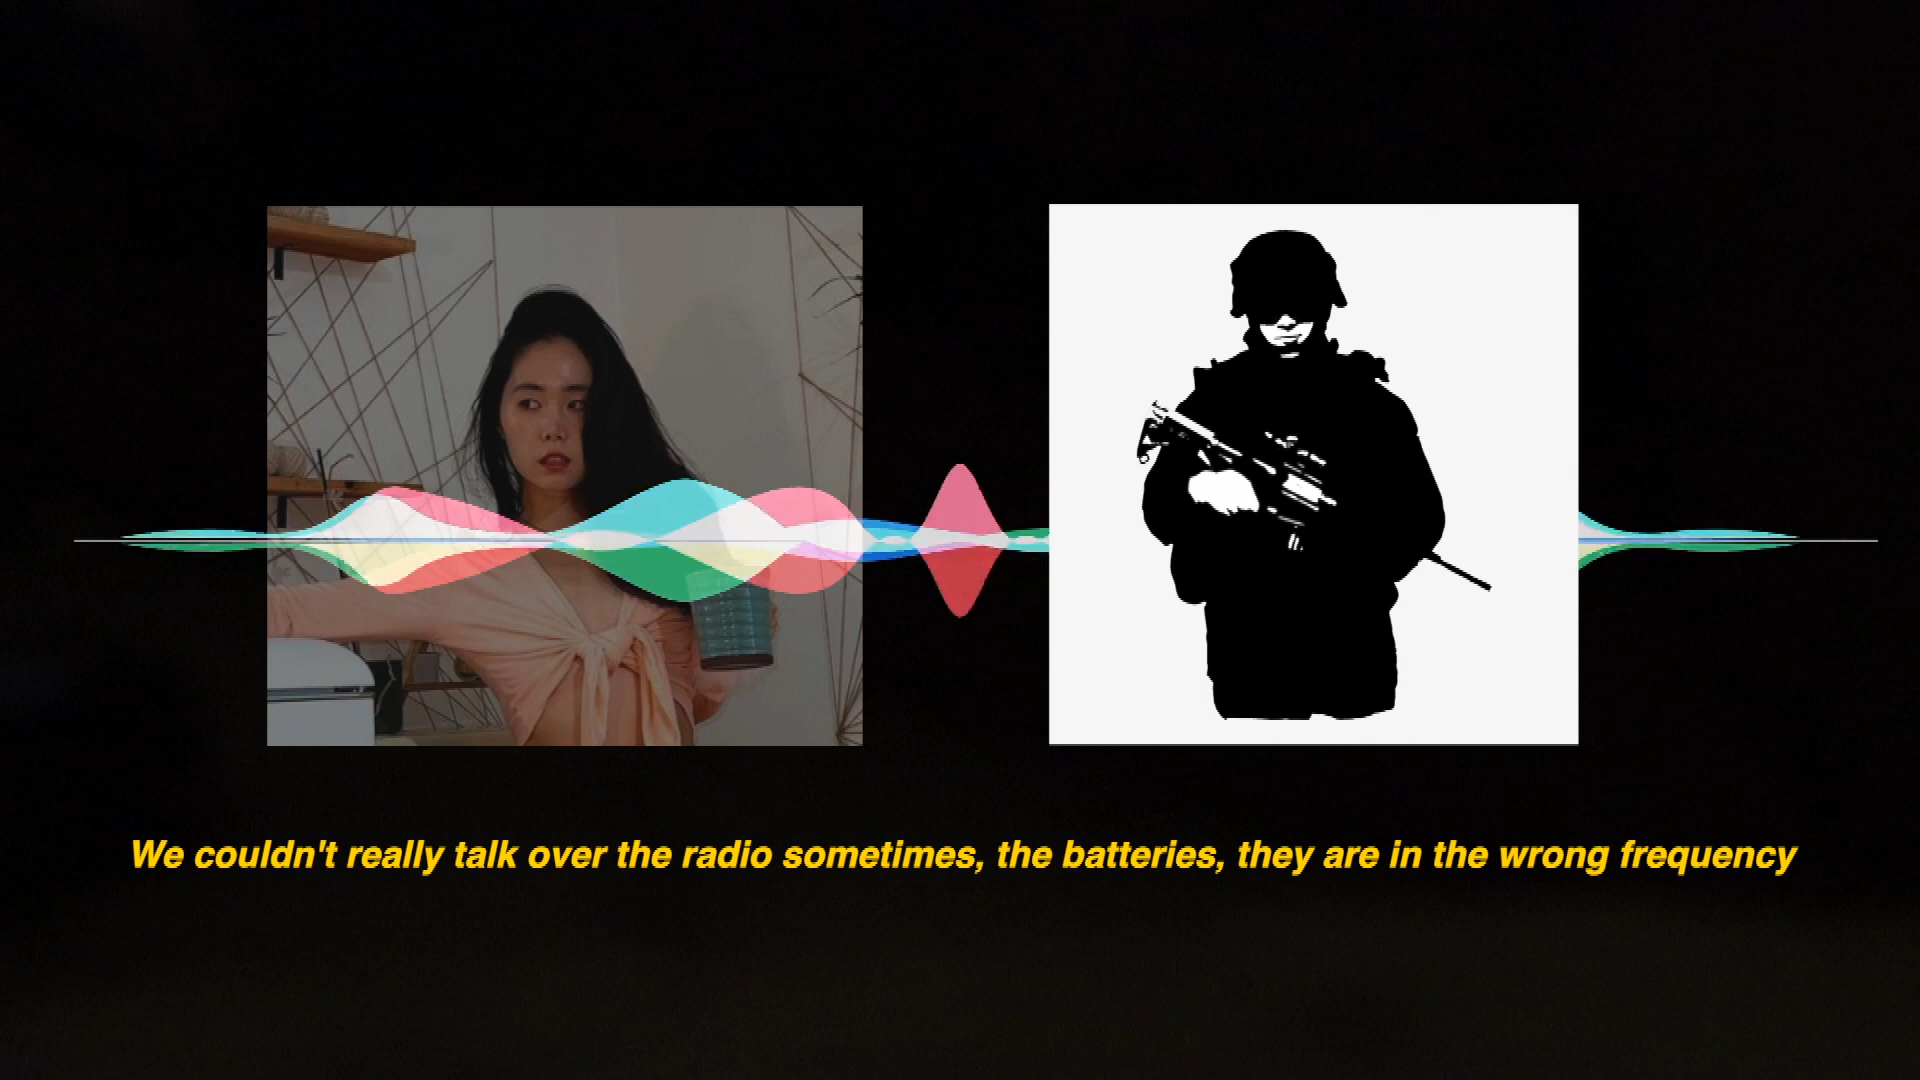 We couldn't really talk over the radio sometimes, the batteries, they are in the wrong frequency